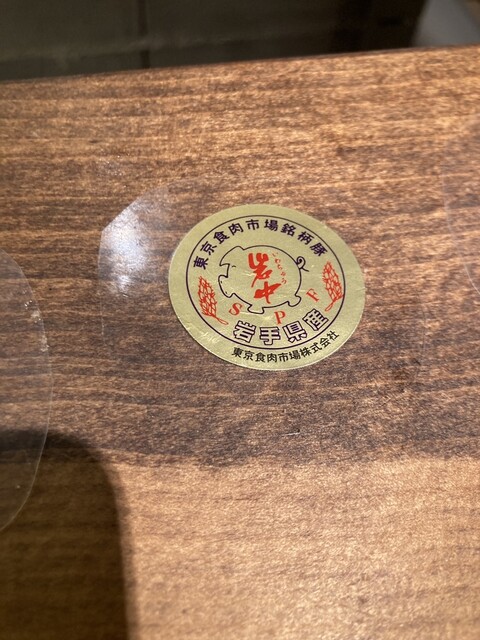 東京食肉市場銘柄豚
いわちゅう
岩中
SPF
岩手県産
東京食肉市場株式会社